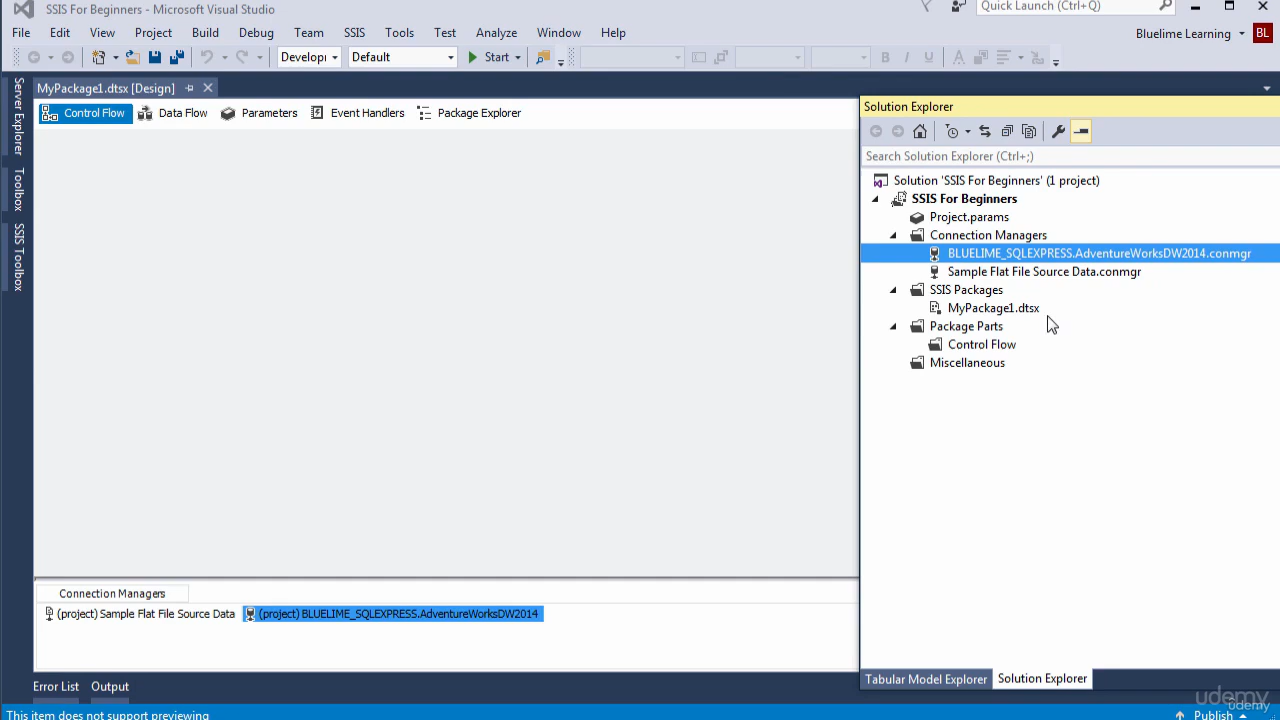 SSIS For Beginners - Microsoft Visual Studio
Quick Launch (Ctrl+Q)
File Edit View Project Build Debug Team SSIS Tools Test Analyze Window Help
Bluelime Learning BL
Develop Default Start
Server Explorer
Toolbox
SSIS Toolbox
MyPackage1.dtsx [Design]
Control Flow Data Flow Parameters Event Handlers Package Explorer
Solution Explorer
Search Solution Explorer (Ctrl+;)
Solution 'SSIS For Beginners' (1 project)
SSIS For Beginners
Project.params
Connection Managers
BLUELIME_SQLEXPRESS.AdventureWorksDW2014.conmgr
Sample Flat File Source Data.conmgr
SSIS Packages
MyPackage1.dtsx
Package Parts
Control Flow
Miscellaneous
Connection Managers
(project) Sample Flat File Source Data (project) BLUELIME_SQLEXPRESS.AdventureWorksDW2014
Tabular Model Explorer Solution Explorer
Error List Output
udemy
udemy
This item does not support previewing
Publish